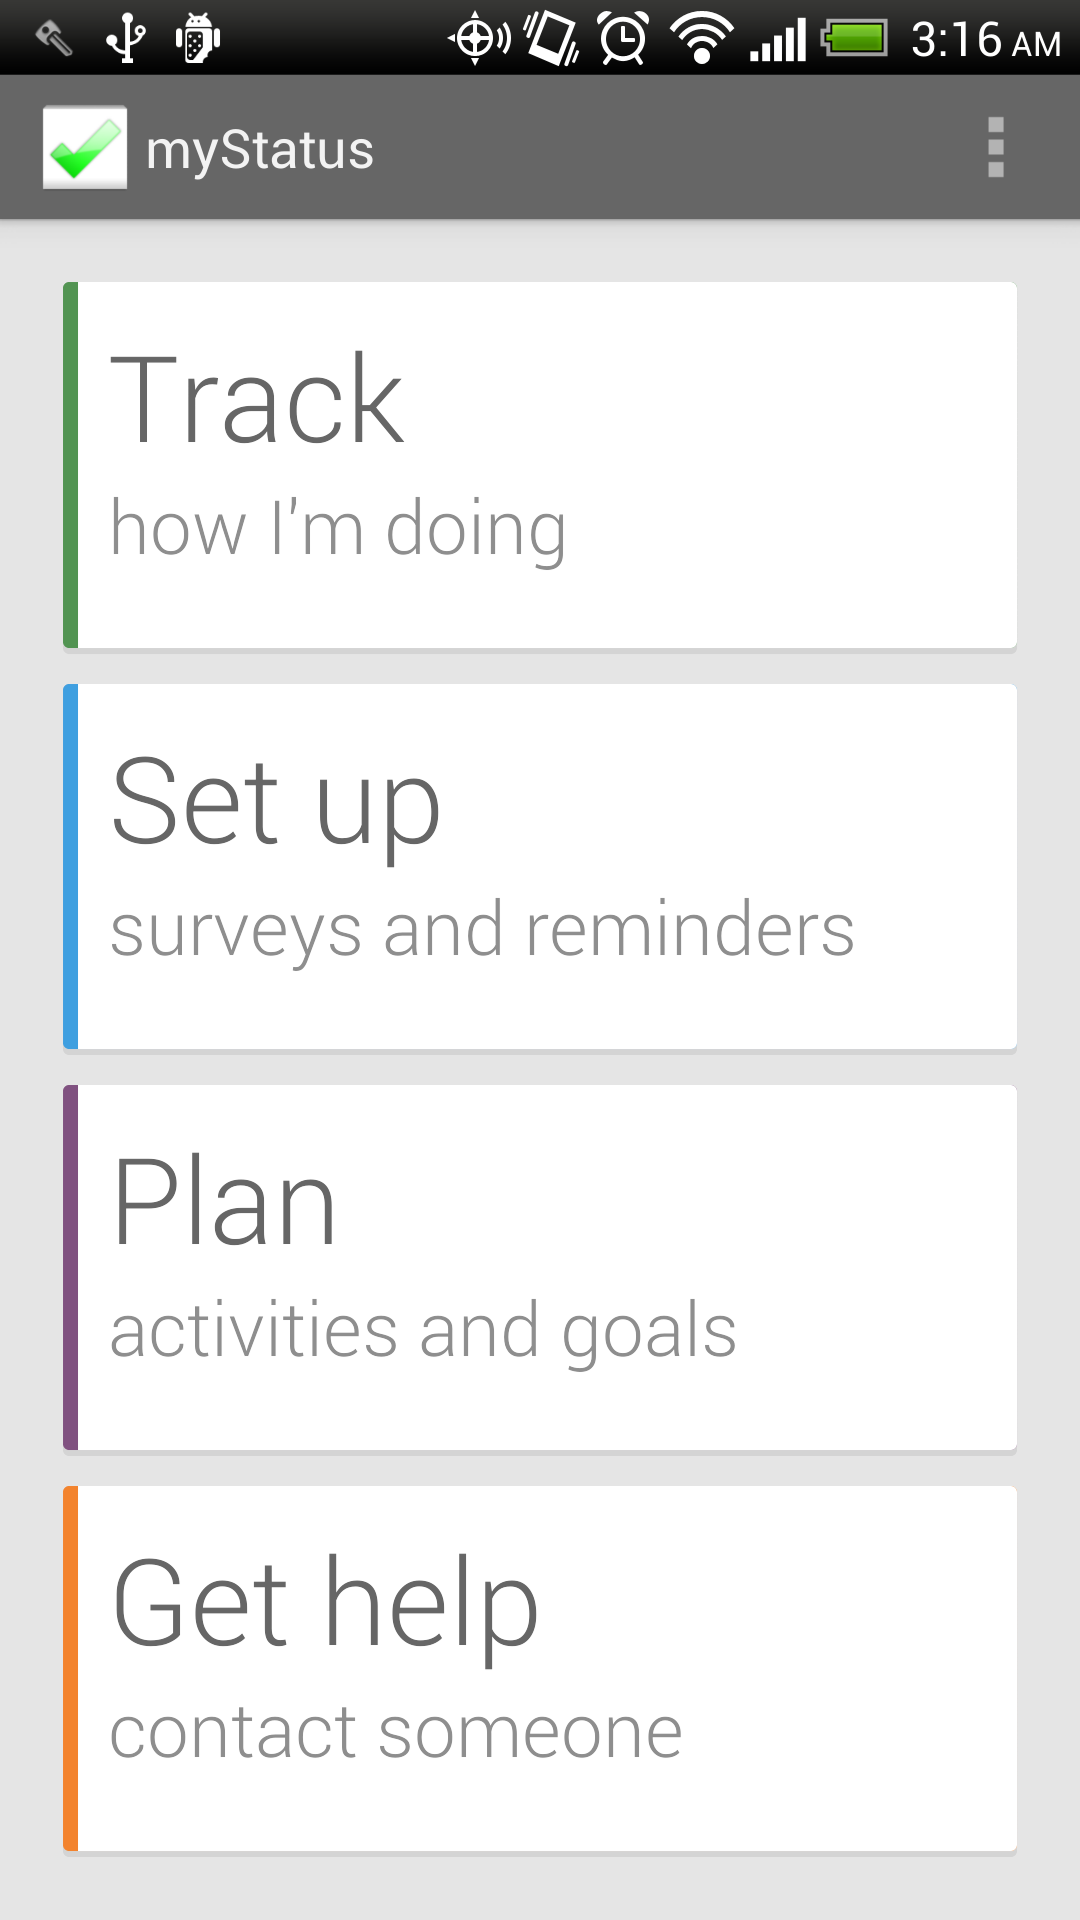 3:16 AM
myStatus
Track
how I'm doing
Set up
surveys and reminders
Plan
activities and goals
Get help
contact someone